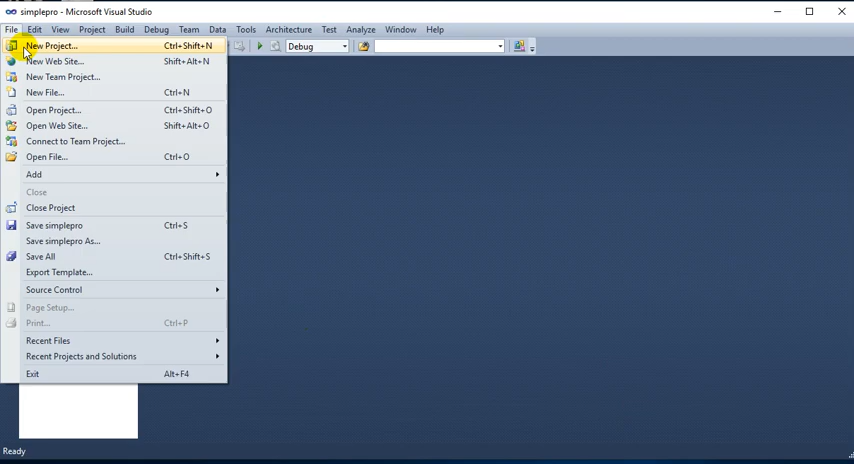 simplepro - Microsoft Visual Studio
File Edit View Project Build Debug Team Data Tools Architecture Test Analyze Window Help
Debug
New Project... Ctrl+Shift+N
New Web Site... Shift+Alt+N
New Team Project...
New File... Ctrl+N
Open Project... Ctrl+Shift+O
Open Web Site... Shift+Alt+O
Connect to Team Project...
Open File... Ctrl+O
Add
Close
Close Project
Save simplepro Ctrl+S
Save simplepro As...
Save All Ctrl+Shift+S
Export Template...
Source Control
Page Setup...
Print... Ctrl+P
Recent Files
Recent Projects and Solutions
Exit Alt+F4
Ready